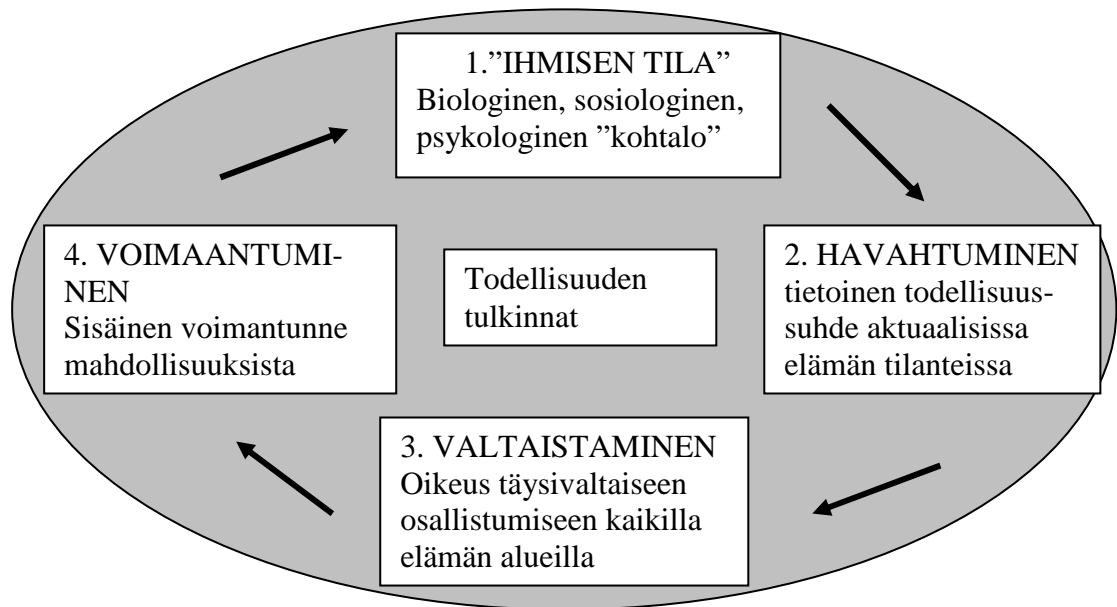 1.”IHMISEN TILA”
Biologinen, sosiologinen,
psykologinen ”kohtalo”
2. HAVAHTUMINEN
tietoinen todellisuus-
suhde aktuaalisissa
elämän tilanteissa
3. VALTAISTAMINEN
Oikeus täysivaltaiseen
osallistumiseen kaikilla
elämän alueilla
4. VOIMAANTUMI-
NEN
Sisäinen voimantunne
mahdollisuuksista
Todellisuuden
tulkinnat